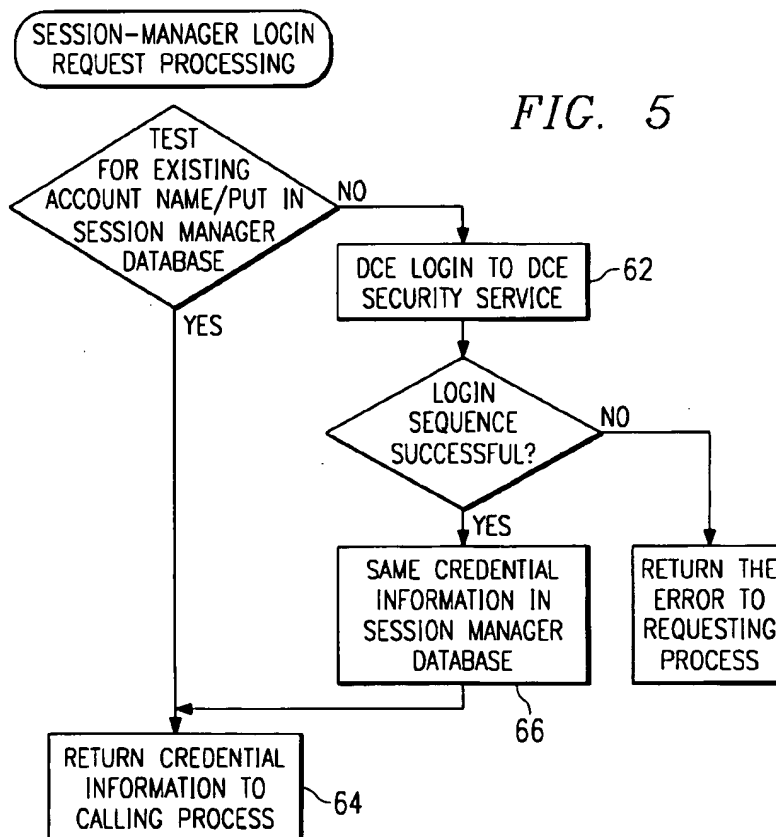 SESSION-MANAGER LOGIN
REQUEST PROCESSING
FIG. 5
TEST
FOR EXISTING
ACCOUNT NAME/PUT IN
SESSION MANAGER
DATABASE
NO
YES
DCE LOGIN TO DCE
SECURITY SERVICE
62
LOGIN
SEQUENCE
SUCCESSFUL?
NO
YES
SAME CREDENTIAL
INFORMATION IN
SESSION MANAGER
DATABASE
66
RETURN THE
ERROR TO
REQUESTING
PROCESS
RETURN CREDENTIAL
INFORMATION TO
CALLING PROCESS
64